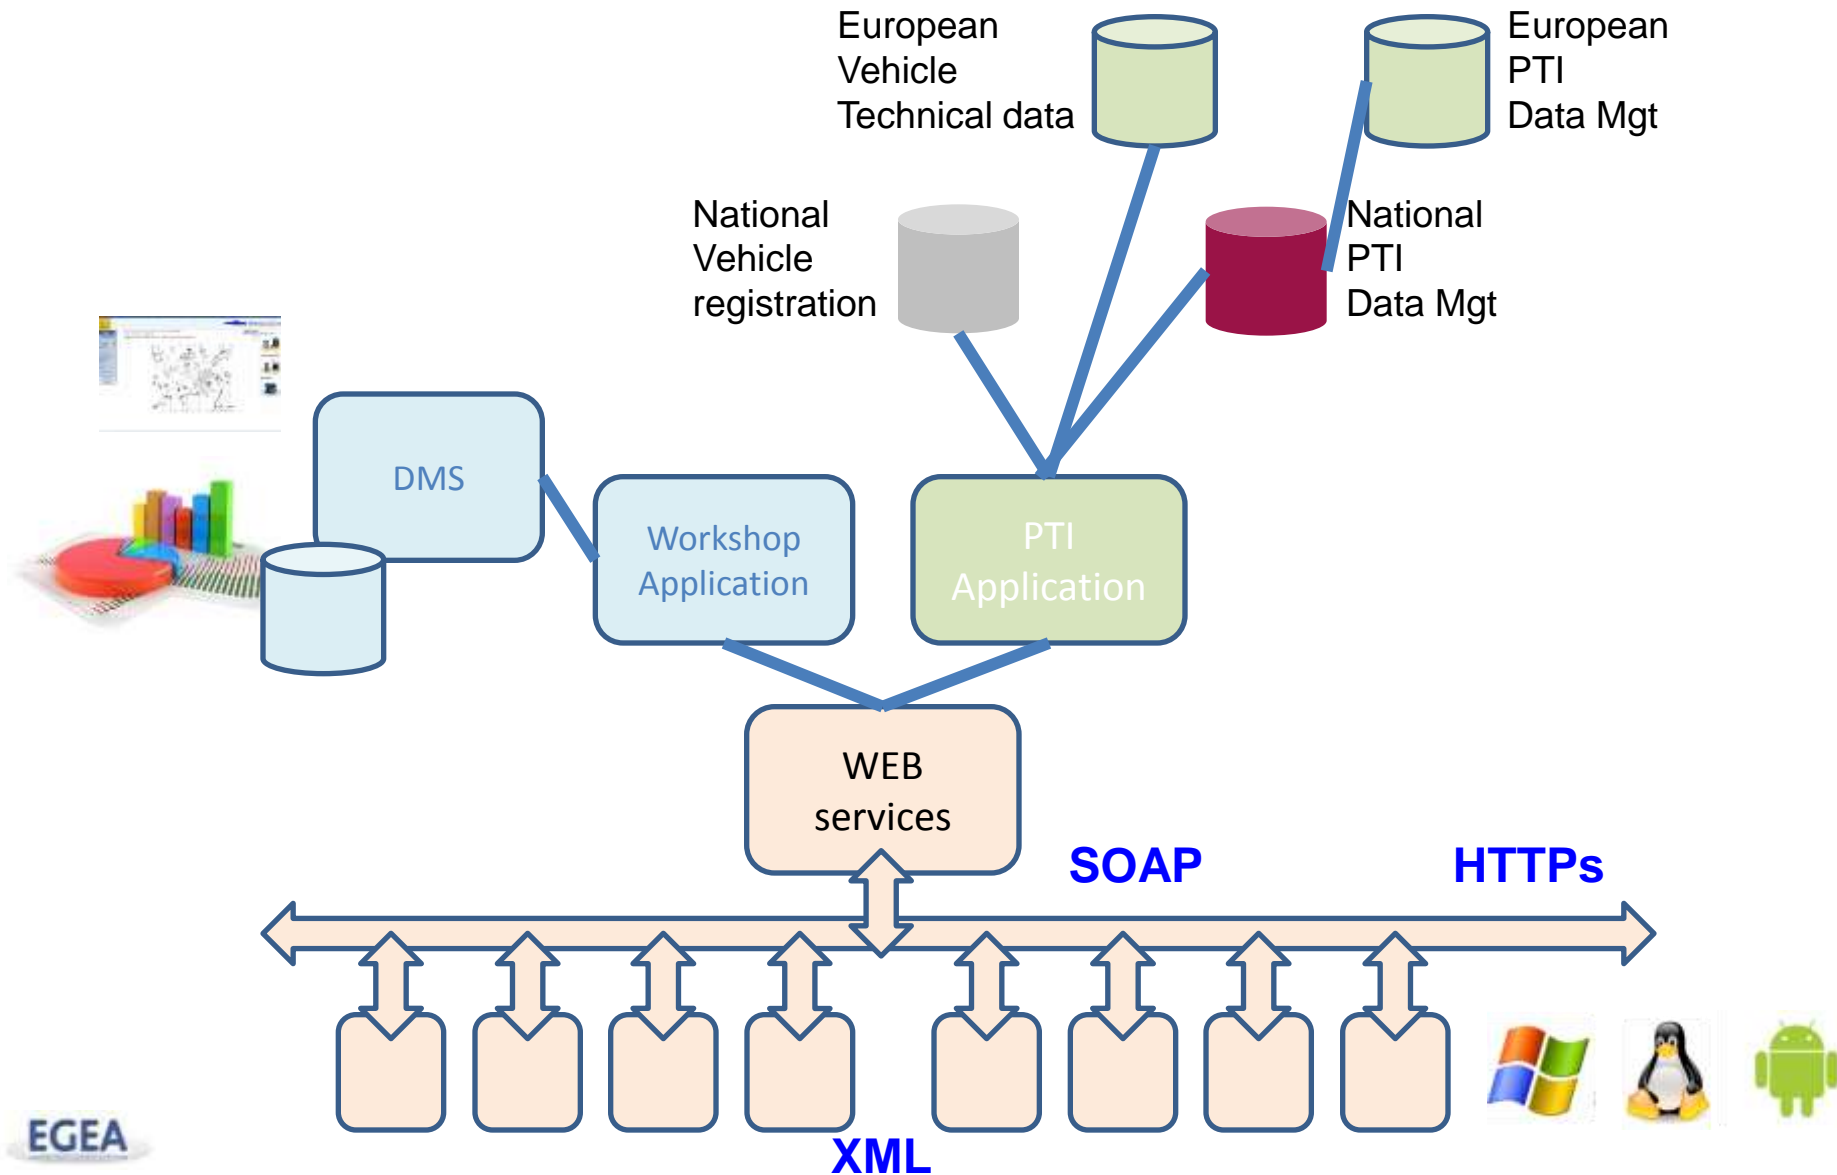 European
Vehicle
Technical data
European
PTI
Data Mgt
National
Vehicle
registration
National
PTI
Data Mgt
DMS
Workshop
Application
PTI
Application
WEB
services
SOAP
HTTPs
XML
EGEA